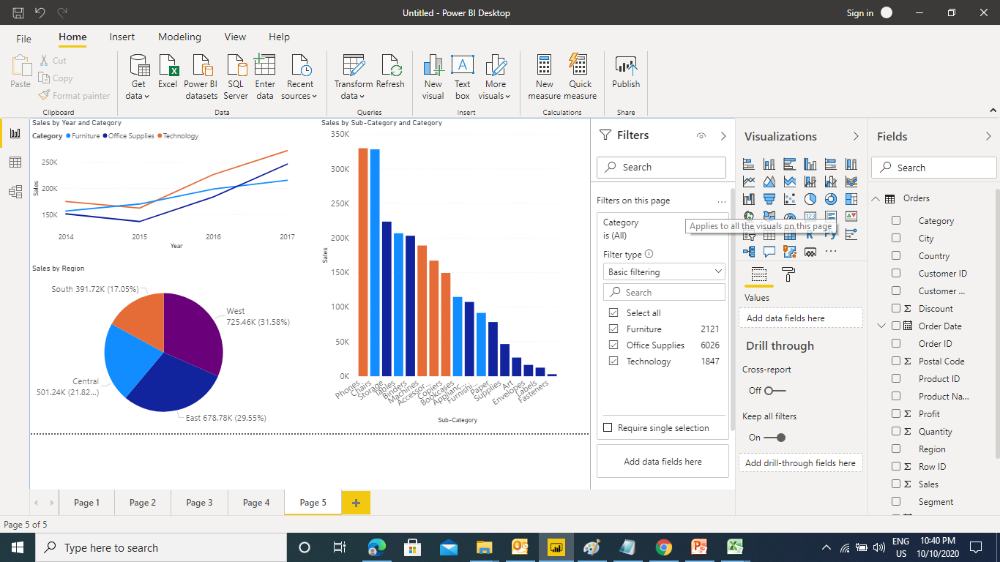 Untitled - Power BI Desktop
Sign in
File
Home
Insert
Modeling
View
Help
Paste
Cut
Copy
Format painter
Clipboard
Get data
Excel
Power BI datasets
SQL Server
Enter data
Recent sources
Data
Transform data
Refresh
Queries
New visual
Text box
More visuals
Insert
New measure
Quick measure
Calculations
Publish
Share
Sales by Year and Category
Category Furniture Office Supplies Technology
250K
200K
150K
Sales
2014 2015 2016 2017
Year
Sales by Region
South 391.72K (17.05%)
West
725.46K (31.58%)
Central
501.24K (21.82...)
East 678.78K (29.55%)
Sales by Sub-Category and Category
350K
300K
250K
200K
150K
100K
50K
0K
Sales
Phones
Chairs
Storage
Tables
Binders
Machines
Accessor...
Copiers
Bookcases
Applianc...
Furnishi...
Paper
Supplies
Art
Envelopes
Labels
Fasteners
Sub-Category
Filters
Search
Filters on this page
...
Category
is (All)
Applies to all the visuals on this page
Filter type
Basic filtering
Search
Select all
Furniture 2121
Office Supplies 6026
Technology 1847
Require single selection
Add data fields here
Visualizations
123
R
Py
...
Values
Add data fields here
Drill through
Cross-report
Off
Keep all filters
On
Add drill-through fields here
Fields
Search
Orders
Category
City
Country
Customer ID
Customer ...
Discount
Order Date
Order ID
Postal Code
Product ID
Product Na...
Profit
Quantity
Region
Row ID
Sales
Segment
Page 1
Page 2
Page 3
Page 4
Page 5
Page 5 of 5
Type here to search
ENG
US
10:40 PM
10/10/2020